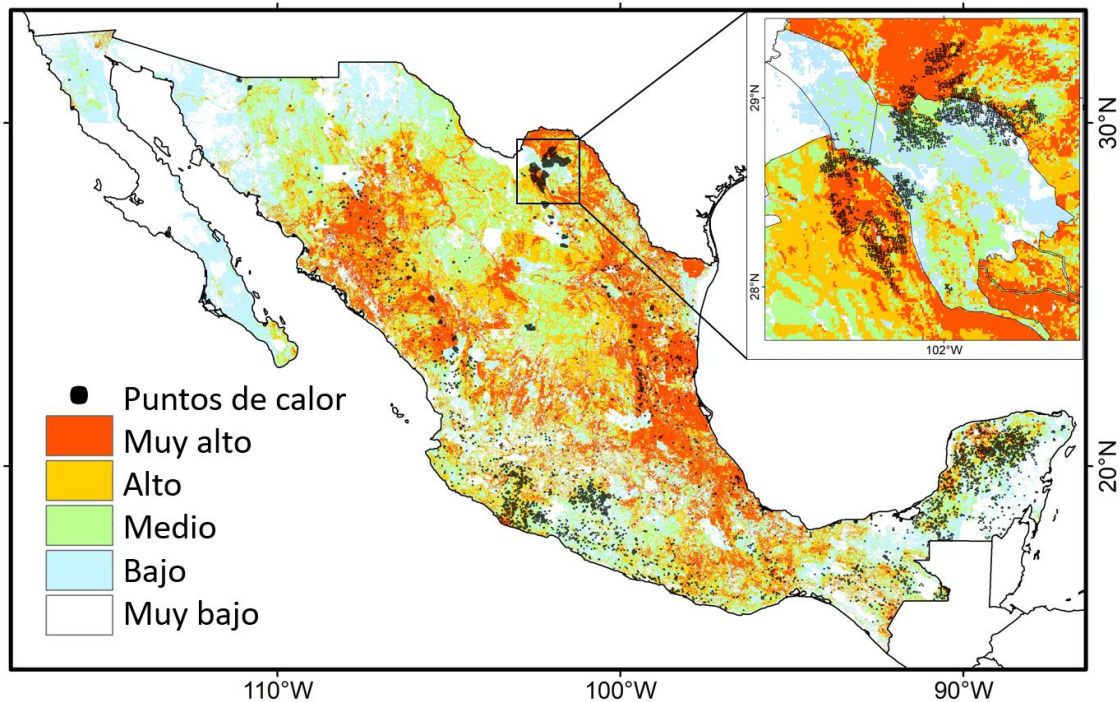 29°N
28°N
102°W
30°N
20°N
Puntos de calor
Muy alto
Alto
Medio
Bajo
Muy bajo
110°W
100°W
90°W